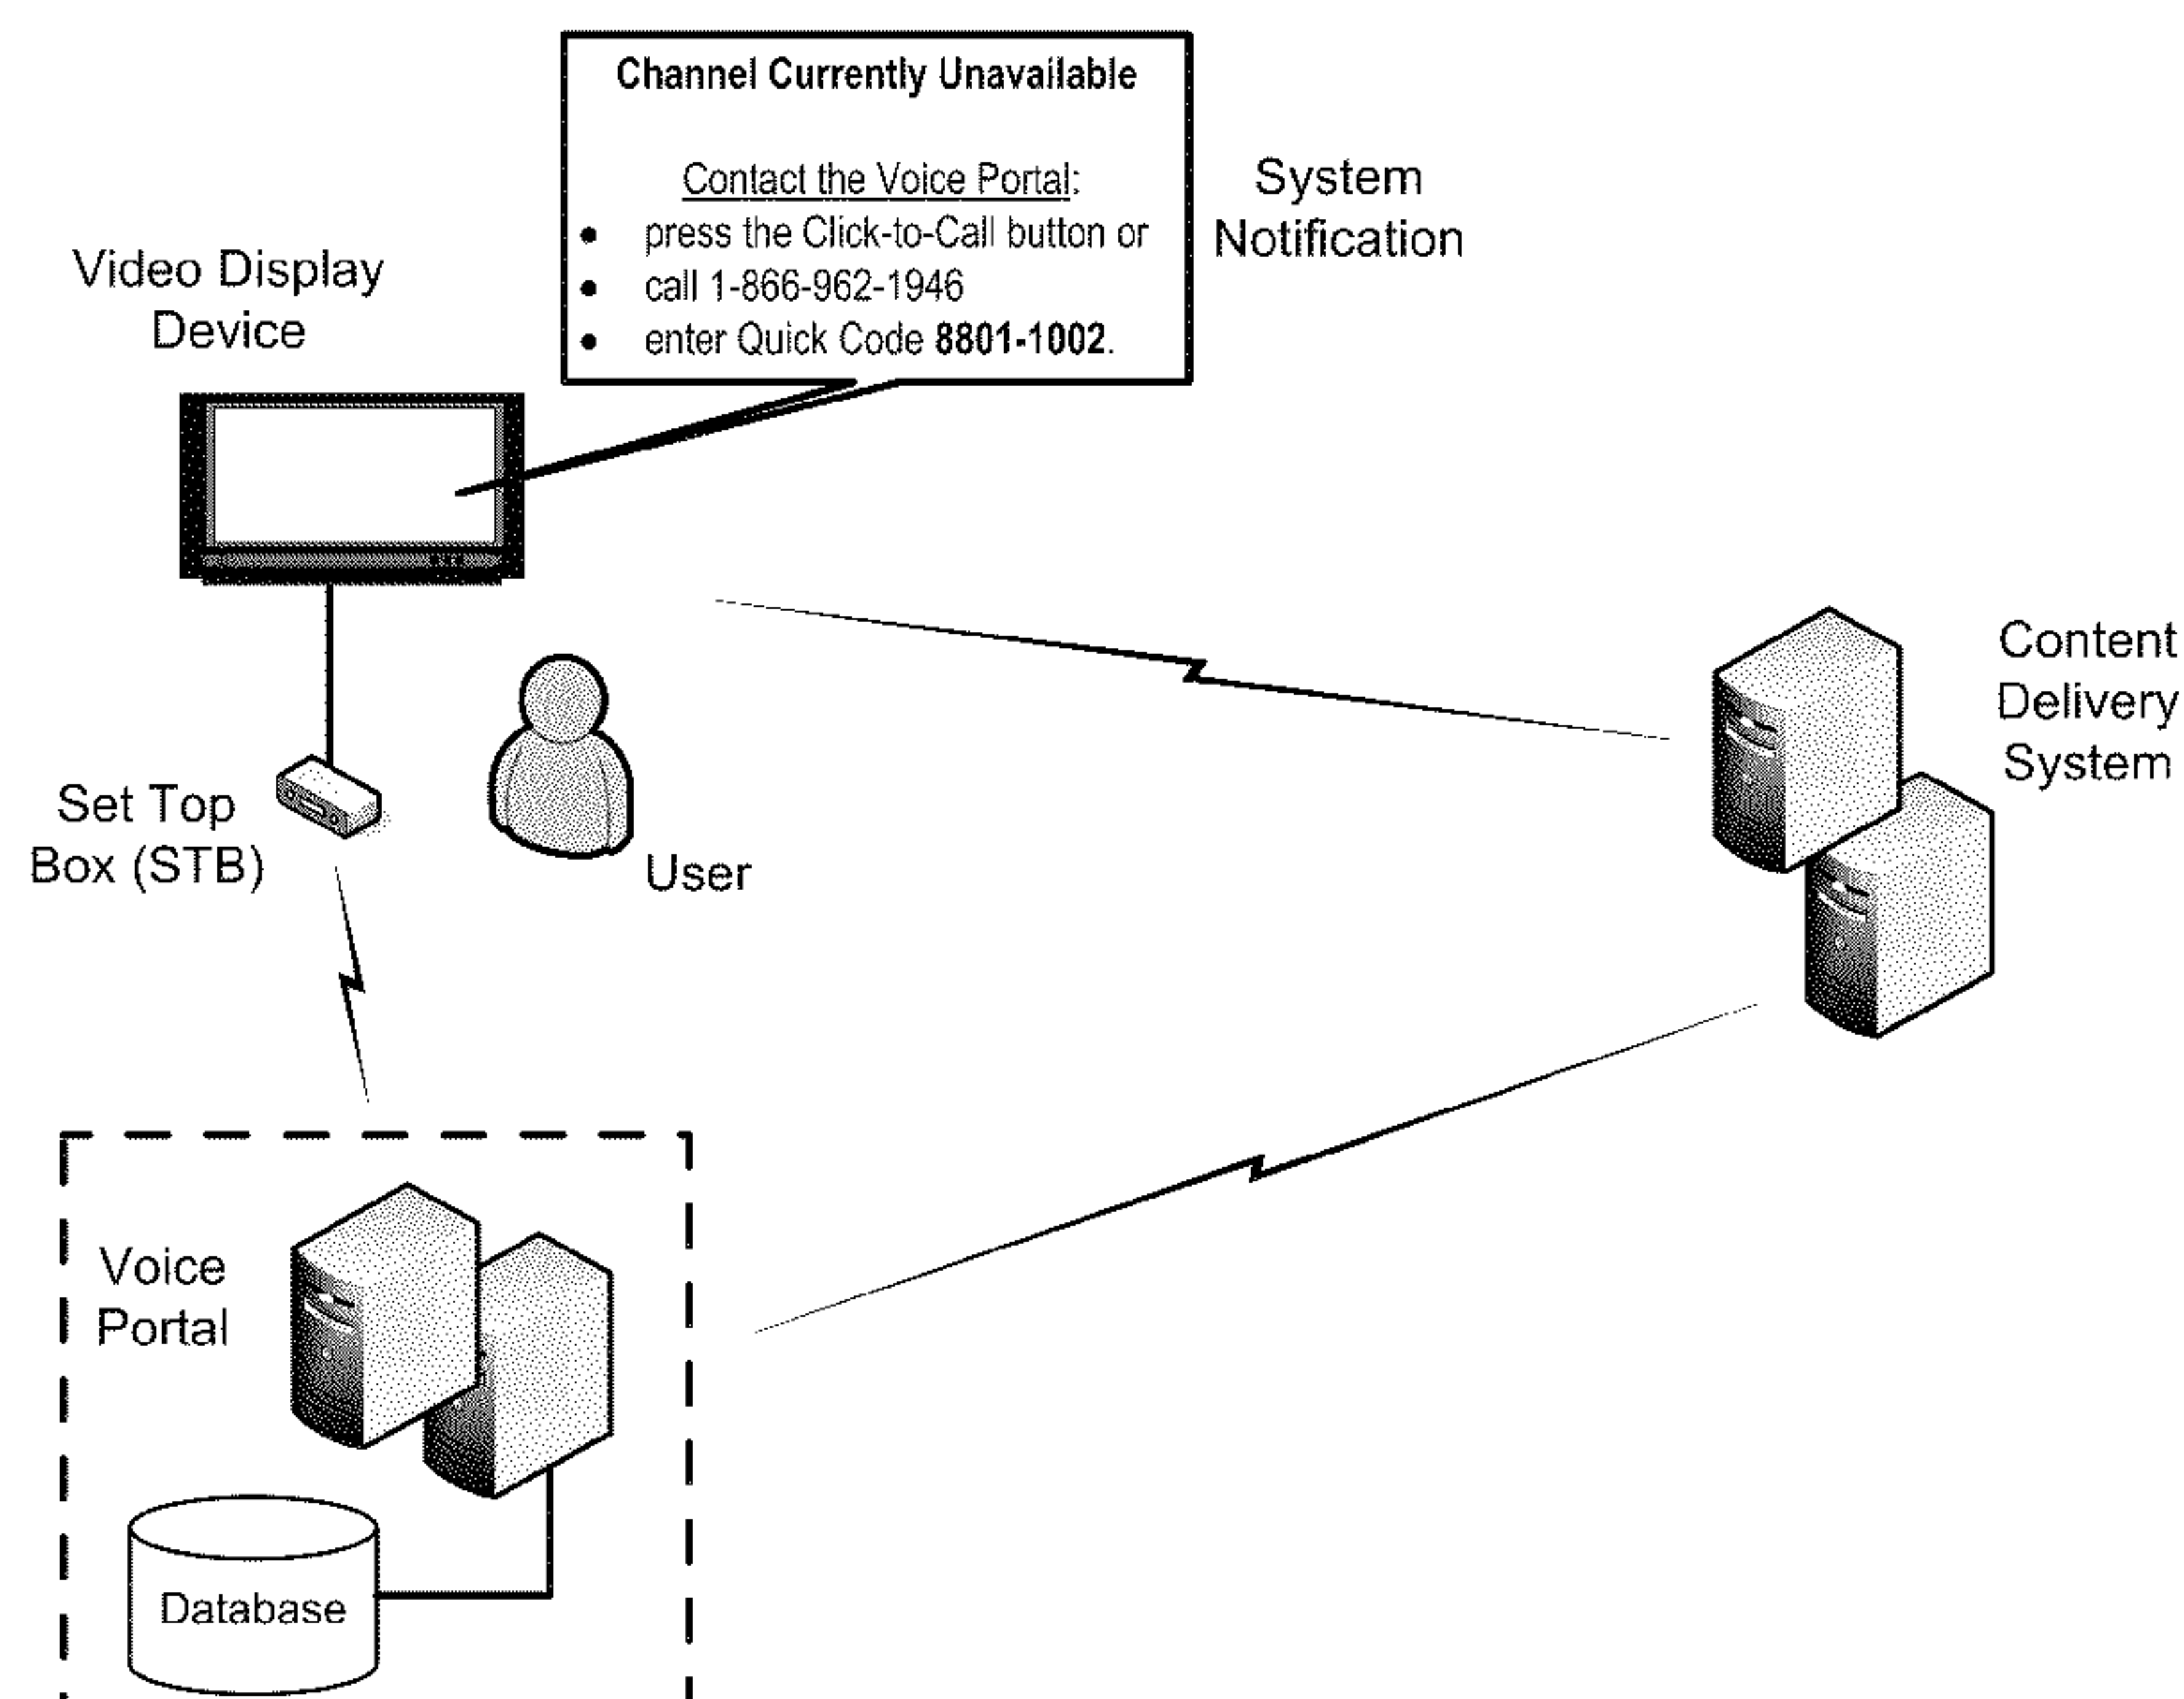 Channel Currently Unavailable
Contact the Voice Portal:
• press the Click-to-Call button or
• call 1-866-962-1946
• enter Quick Code 8801-1002.
System
Notification
Video Display
Device
Content
Delivery
System
Set Top
Box (STB)
User
Voice
Portal
Database